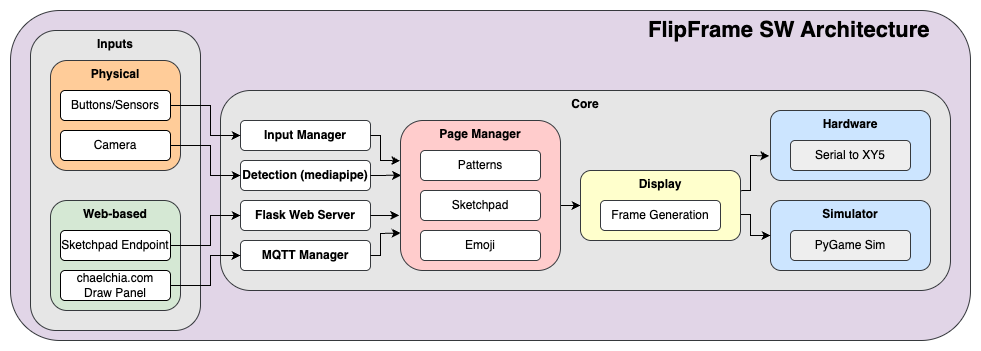 FlipFrame SW Architecture
Inputs
Physical
Buttons/Sensors
Camera
Web-based
Sketchpad Endpoint
chaelchia.com
Draw Panel
Core
Input Manager
Detection (mediapipe)
Flask Web Server
MQTT Manager
Page Manager
Patterns
Sketchpad
Emoji
Display
Frame Generation
Hardware
Serial to XY5
Simulator
PyGame Sim